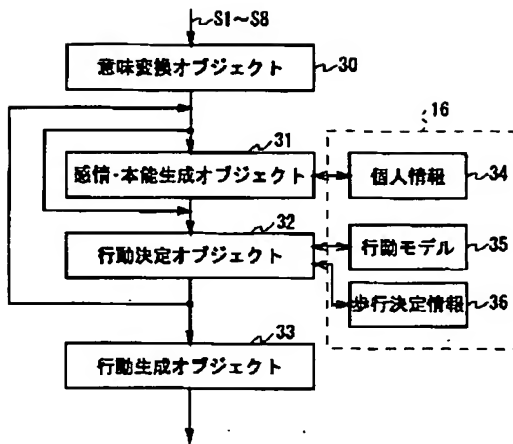 S1~S8
意味変換オブジェクト
30
16
31
感情・本能生成オブジェクト
個人情報
34
32
行動決定オブジェクト
行動モデル
35
歩行決定情報
36
33
行動生成オブジェクト